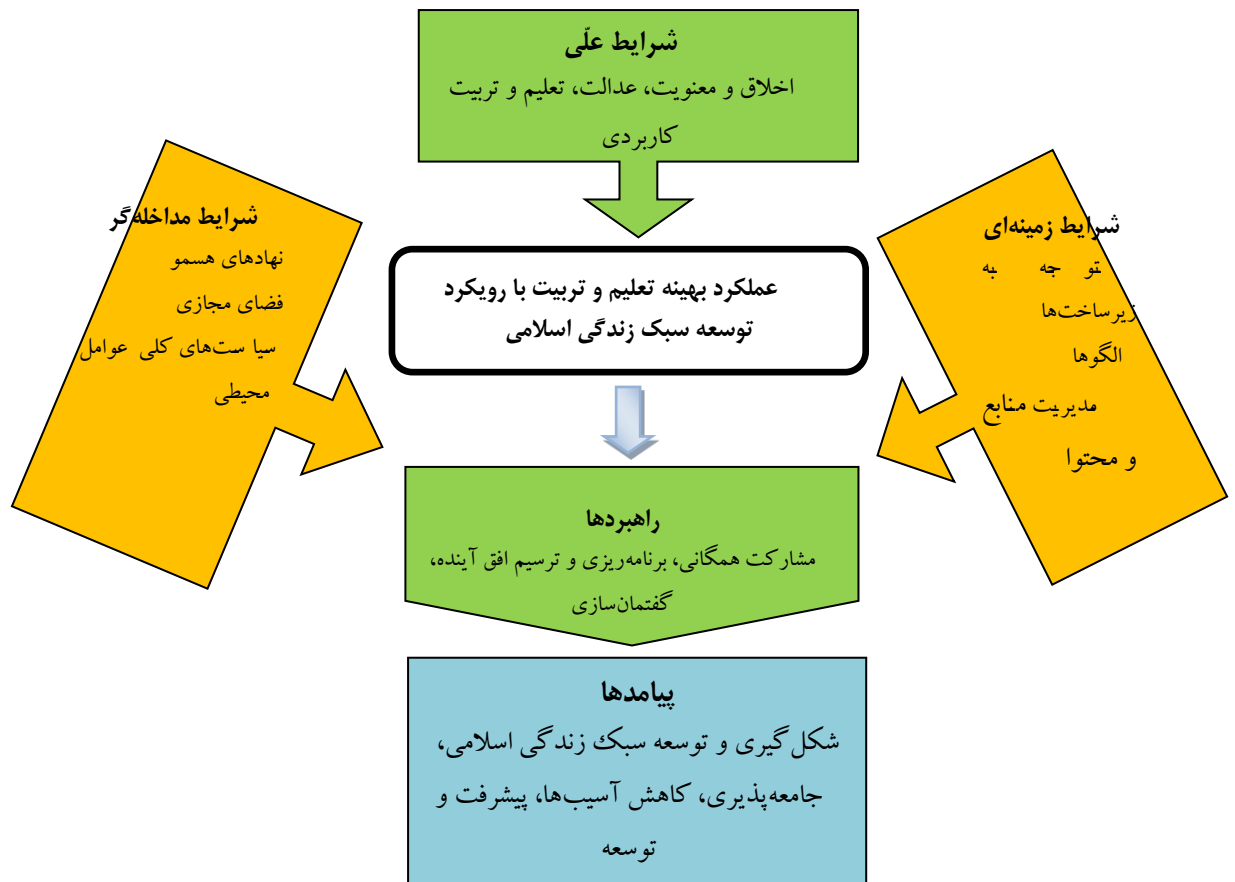 شرایط علّی
اخلاق و معنویت، عدالت، تعلیم و تربیت
کاربردی
شرایط زمینه‌ای
تو جه به
زیرساخت‌ها
الگوها
مدیریت منابع
و محتوا
شرایط مداخله‌گر
نهادهای هسمو
فضای مجازی
سیا ست‌های کلی عوامل
محیطی
عملکرد بهینه تعلیم و تربیت با رویکرد
توسعه سبک زندگی اسلامی
راهبردها
مشارکت همگانی، برنامه‌ریزی و ترسیم افق آینده،
گفتمان‌سازی
پیامدها
شکل‌گیری و توسعه سبک زندگی اسلامی،
جامعه‌پذیری، کاهش آسیب‌ها، پیشرفت و
توسعه